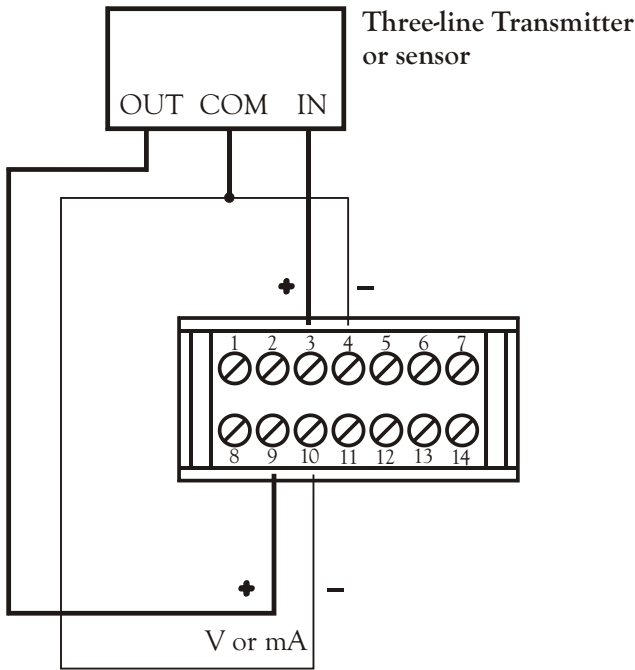 Three-line Transmitter
or sensor
OUT COM IN
+ −
1 2 3 4 5 6 7
8 9 10 11 12 13 14
+ −
V or mA